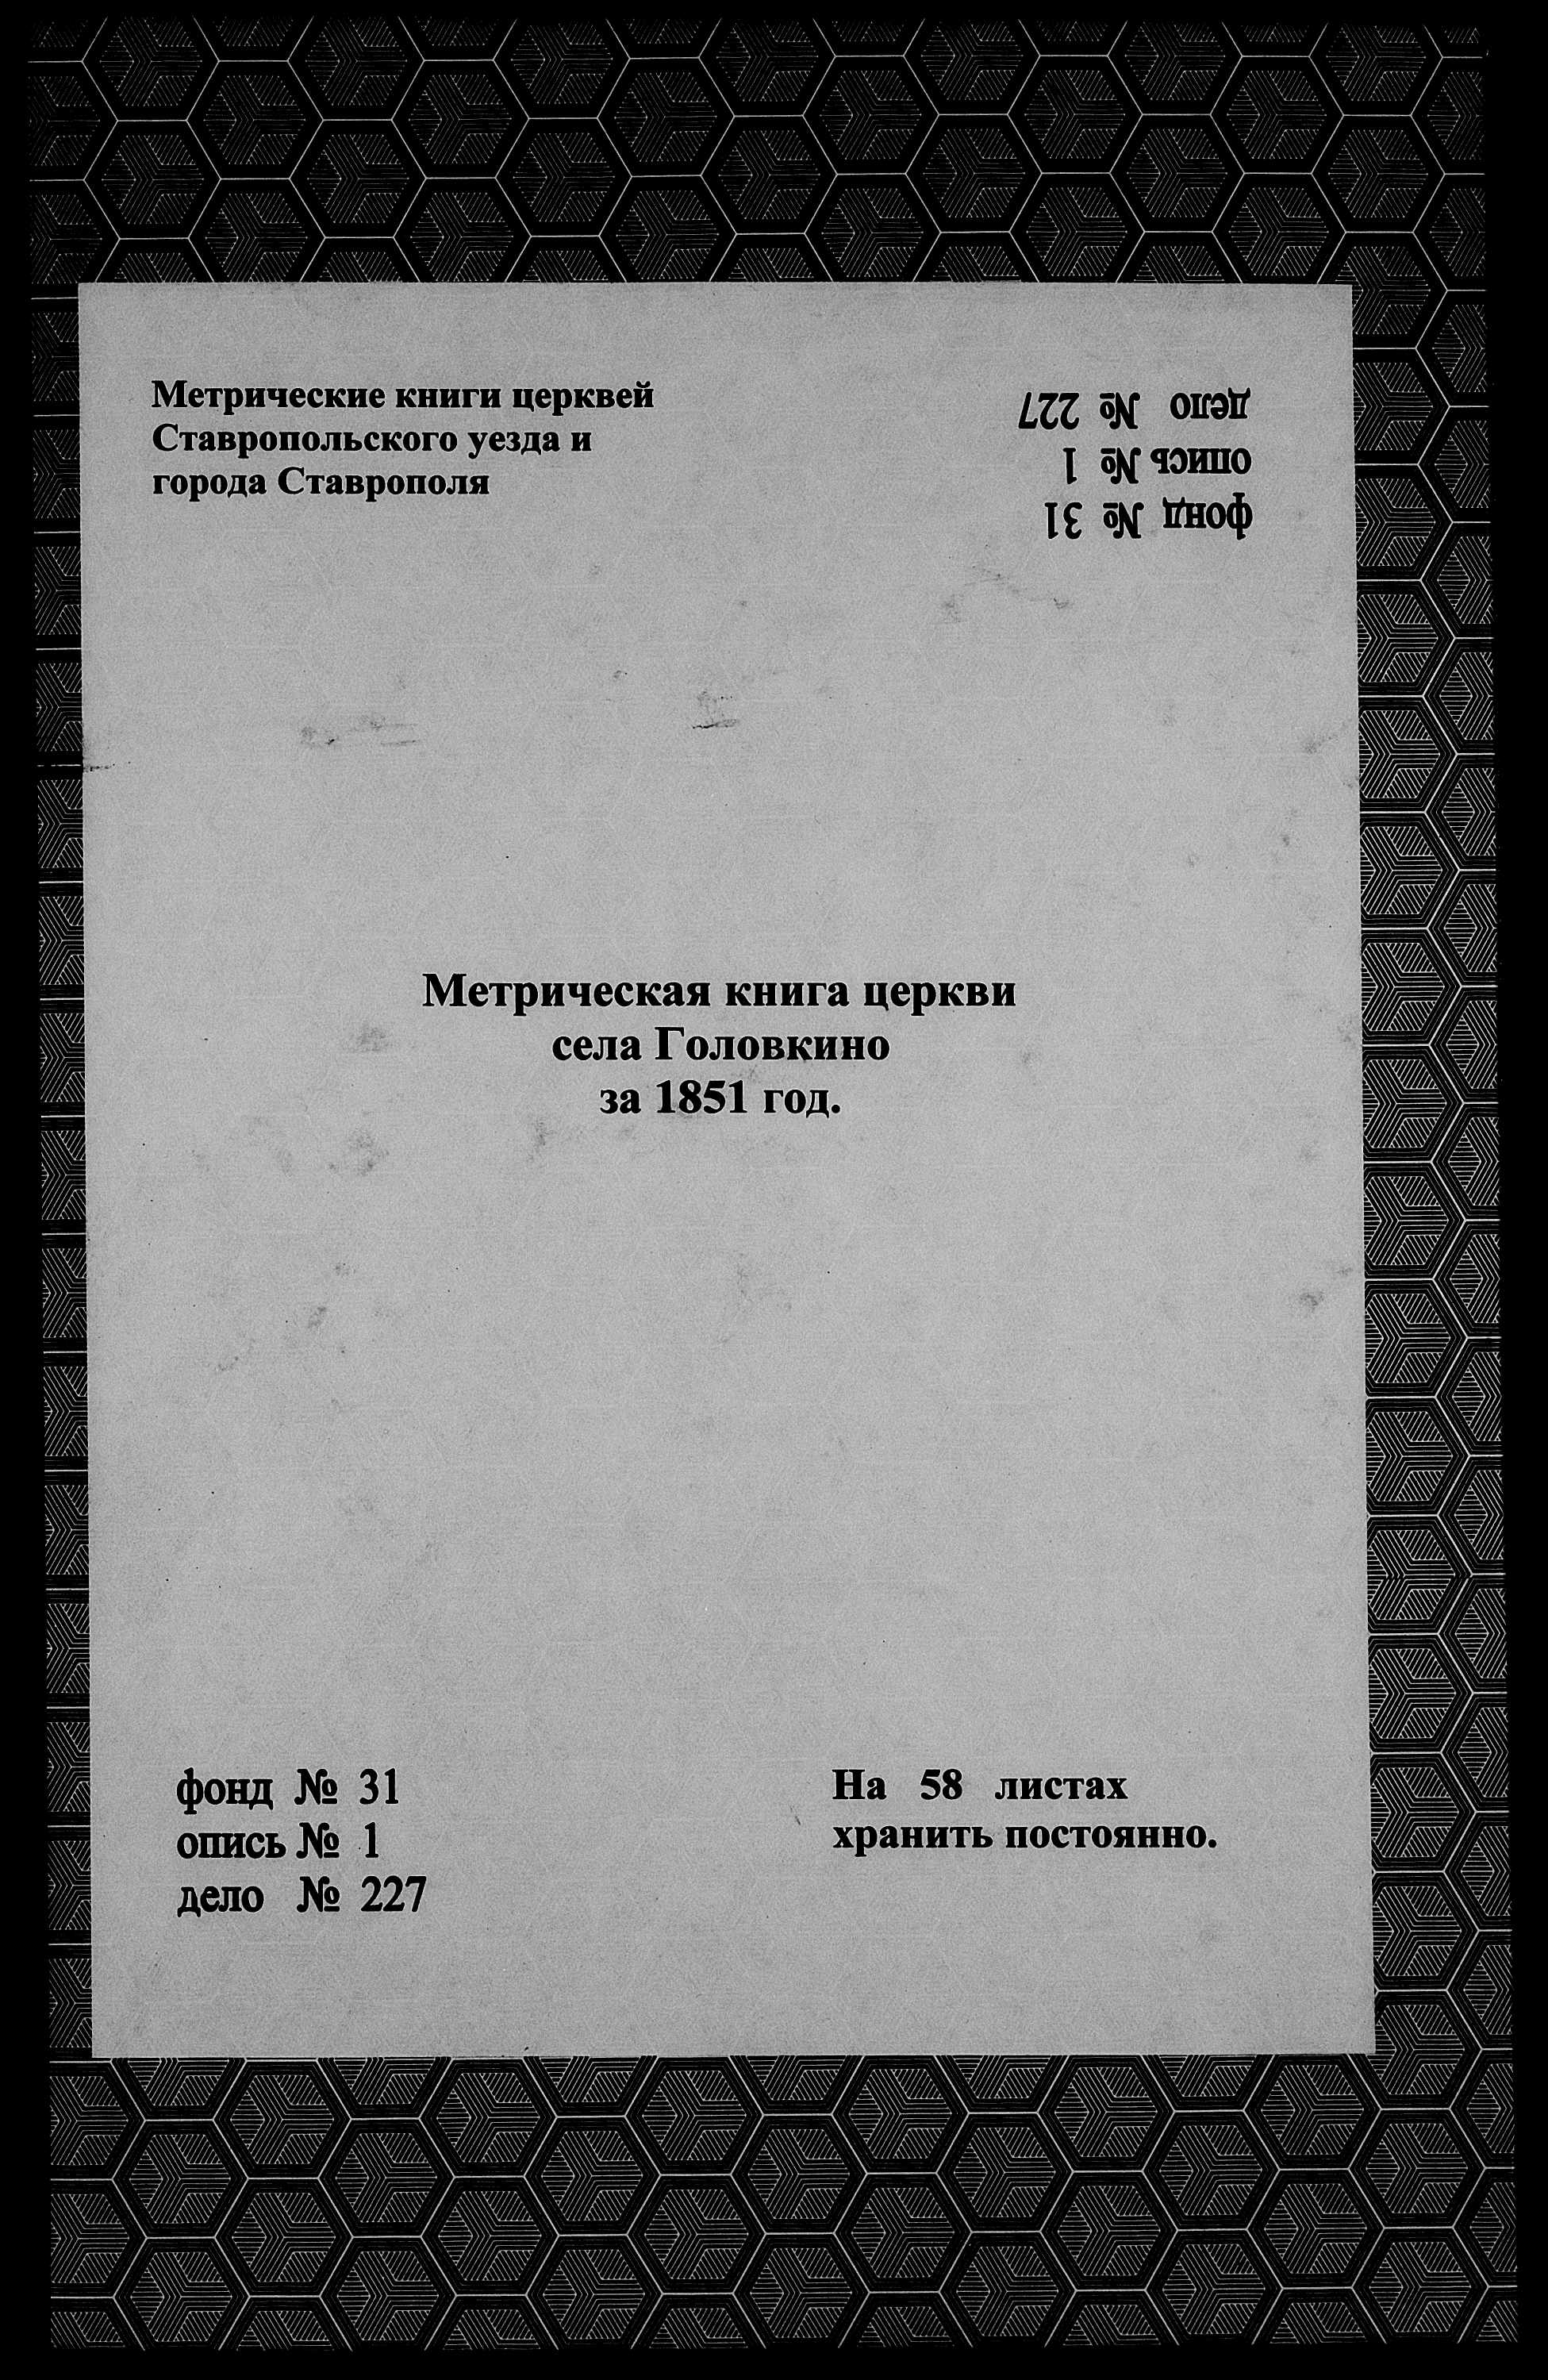 Метрические книги церквей
Ставропольского уезда и
города Ставрополя
фонд № 31
опись № 1
дело № 227
Метрическая книга церкви
села Головкино
за 1851 год.
фонд № 31
опись № 1
дело № 227
На 58 листах
хранить постоянно.